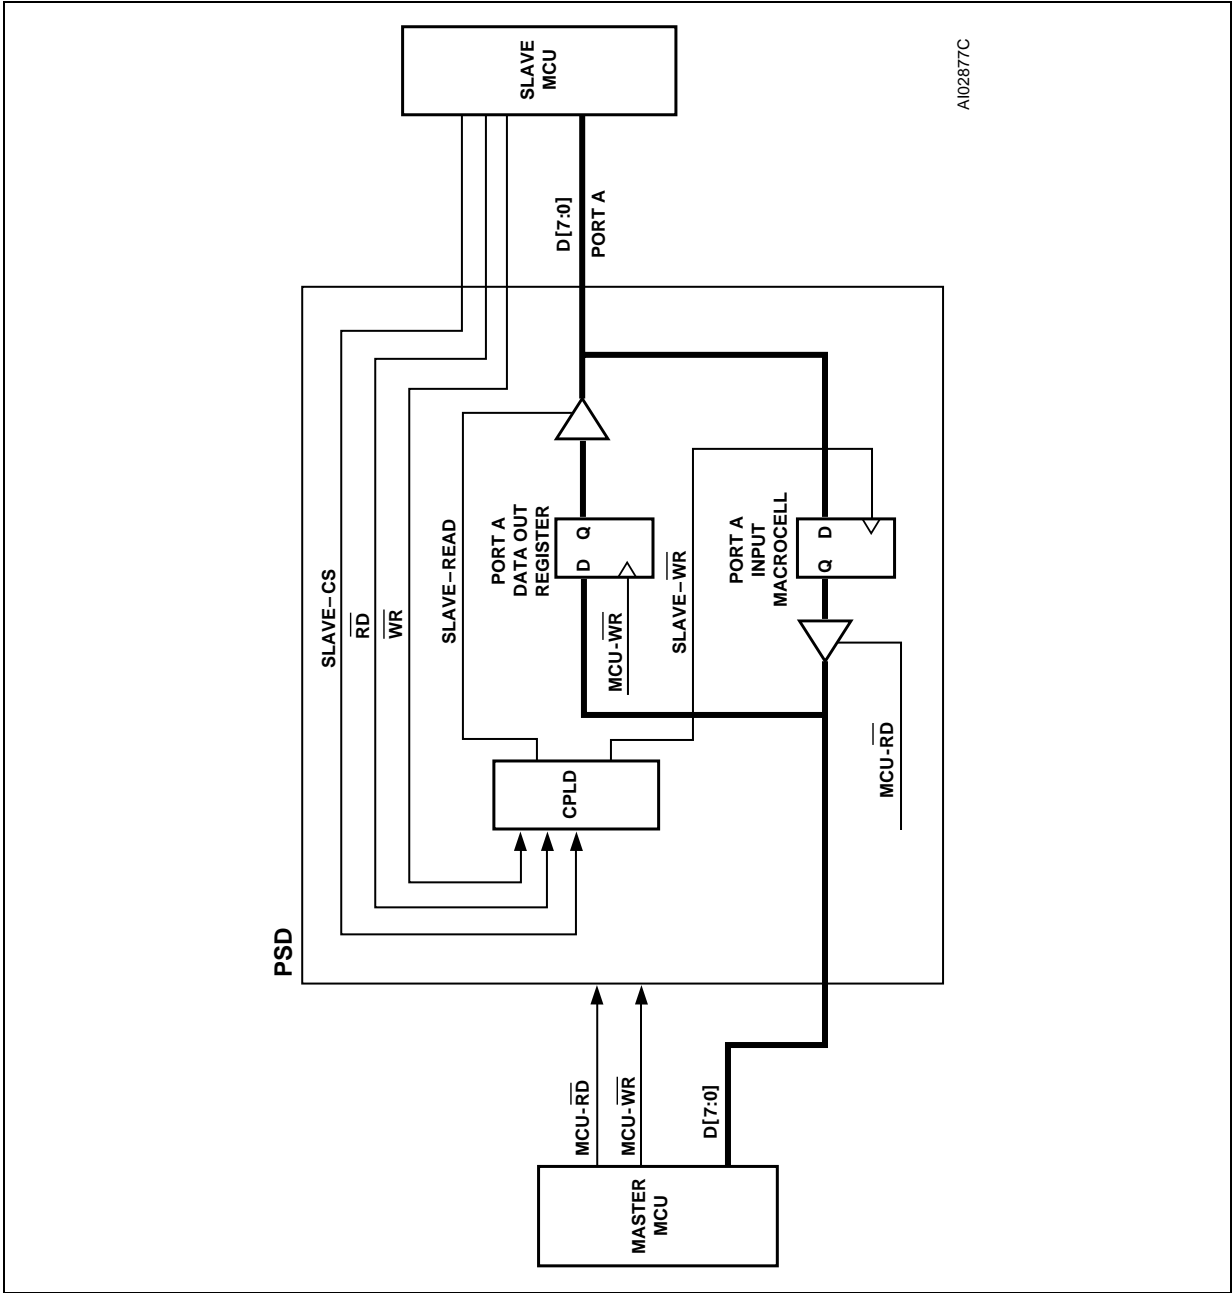 PSD
SLAVE–CS
RD
WR
SLAVE–READ
PORT A
DATA OUT
REGISTER
D Q
MCU-WR
SLAVE–WR
PORT A
INPUT
MACROCELL
Q D
MCU-RD
CPLD
MASTER
MCU
MCU-RD
MCU-WR
D[7:0]
D[7:0]
PORT A
SLAVE
MCU
AI02877C